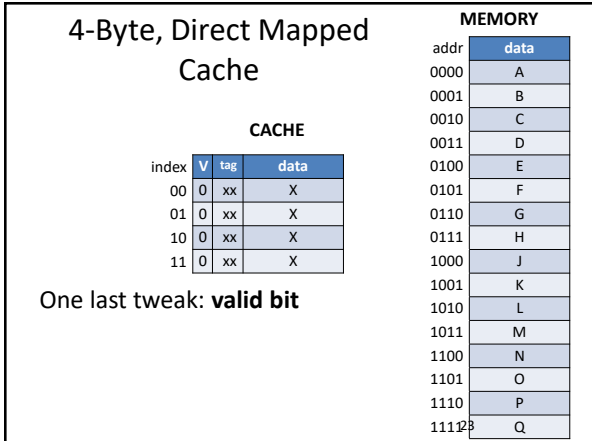 4-Byte, Direct Mapped
Cache
CACHE
index V tag data
00 0 xx X
01 0 xx X
10 0 xx X
11 0 xx X
One last tweak: valid bit
MEMORY
addr data
0000 A
0001 B
0010 C
0011 D
0100 E
0101 F
0110 G
0111 H
1000 J
1001 K
1010 L
1011 M
1100 N
1101 O
1110 P
1111 Q
23